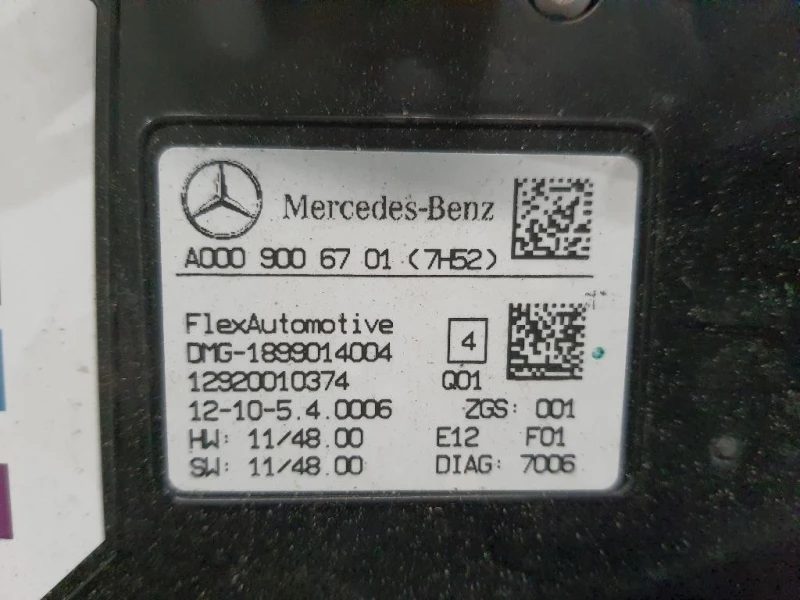 Mercedes-Benz
A000 900 67 01 (7H52)
FlexAutomotive
DMG-1899014004
4
12920010374
Q01
12-10-5.4.0006
ZGS: 001
HW: 11/48.00
E12 F01
SW: 11/48.00
DIAG: 7006